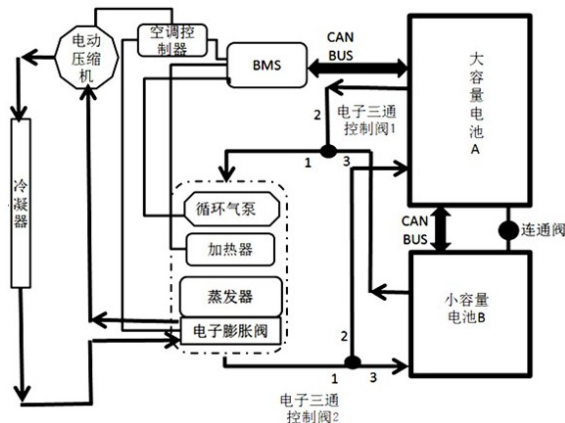 电动
压缩
机
空调控
制器
BMS
CAN
BUS
大
容
量
电
池
A
2
电子三通
控制阀1
1
3
冷
凝
器
循环气泵
加热器
蒸发器
电子膨胀阀
CAN
BUS
连通阀
小容量
电池B
2
1
3
电子三通
控制阀2